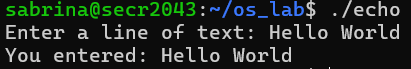 sabrina@secr2043:~/os_lab$ ./echo
Enter a line of text: Hello World
You entered: Hello World